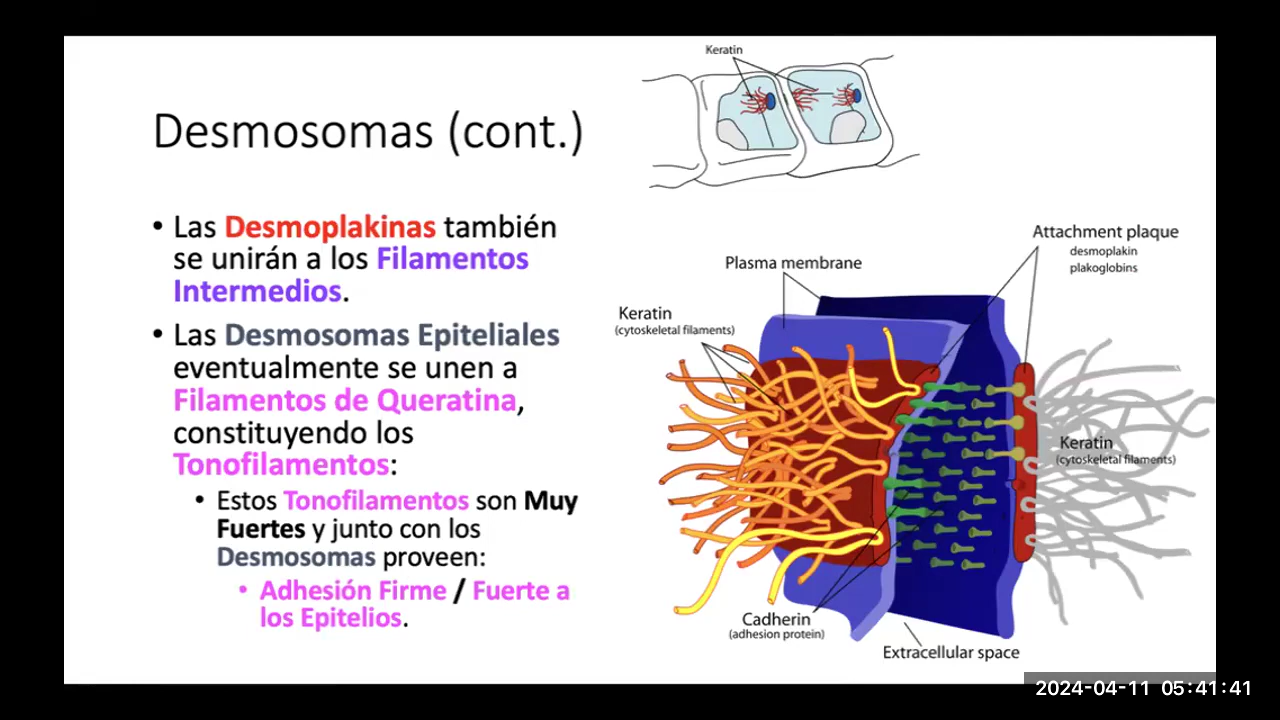 Desmosomas (cont.)
• Las Desmoplakinas también
se unirán a los Filamentos
Intermedios.
• Las Desmosomas Epiteliales
eventualmente se unen a
Filamentos de Queratina,
constituyendo los
Tonofilamentos:
• Estos Tonofilamentos son Muy
Fuertes y junto con los
Desmosomas proveen:
• Adhesión Firme / Fuerte a
los Epitelios.
Keratin
Attachment plaque
desmoplakin
plakoglobins
Plasma membrane
Keratin
(cytoskeletal filaments)
Keratin
(cytoskeletal filaments)
Cadherin
(adhesion protein)
Extracellular space
2024-04-11 05:41:41